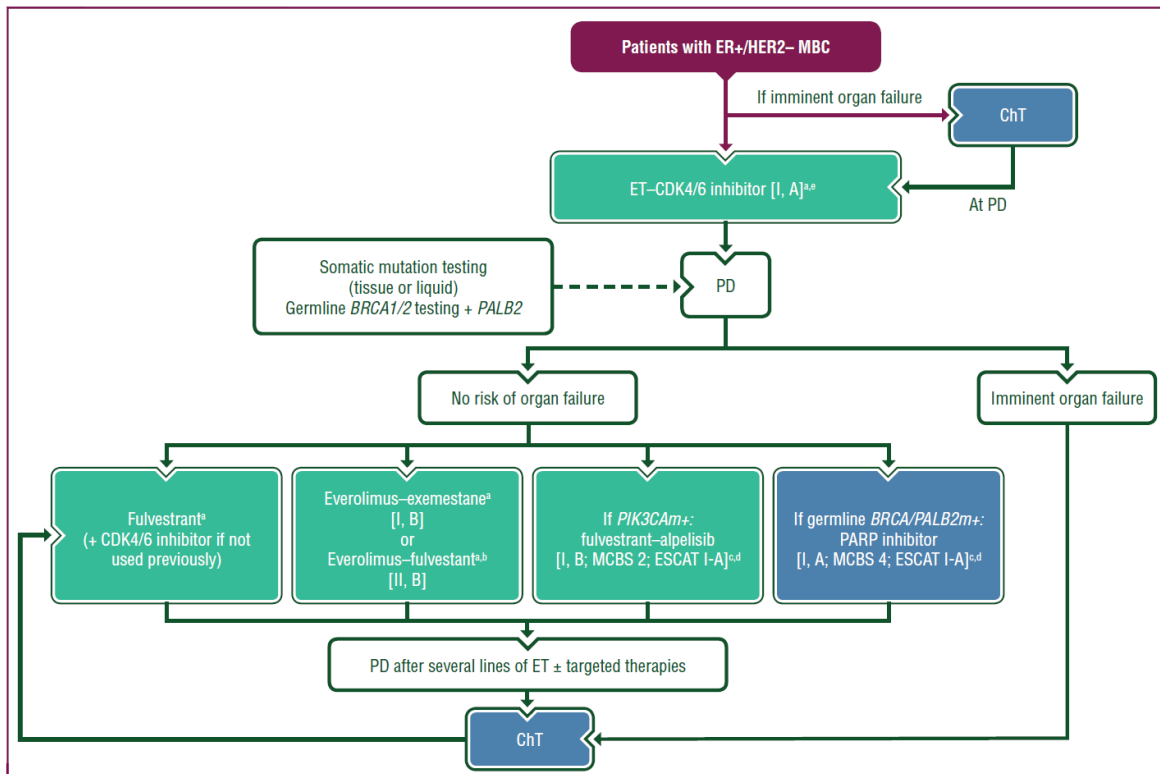 Patients with ER+/HER2– MBC
If imminent organ failure
ChT
ET–CDK4/6 inhibitor [I, A]a,e
At PD
Somatic mutation testing
(tissue or liquid)
Germline BRCA1/2 testing + PALB2
PD
No risk of organ failure
Imminent organ failure
Fulvestranta
(+ CDK4/6 inhibitor if not
used previously)
Everolimus–exemestanea
[I, B]
or
Everolimus–fulvestranta,b
[II, B]
If PIK3CAm+:
fulvestrant–alpelisib
[I, B; MCBS 2; ESCAT I-A]c,d
If germline BRCA/PALB2m+:
PARP inhibitor
[I, A; MCBS 4; ESCAT I-A]c,d
PD after several lines of ET ± targeted therapies
ChT